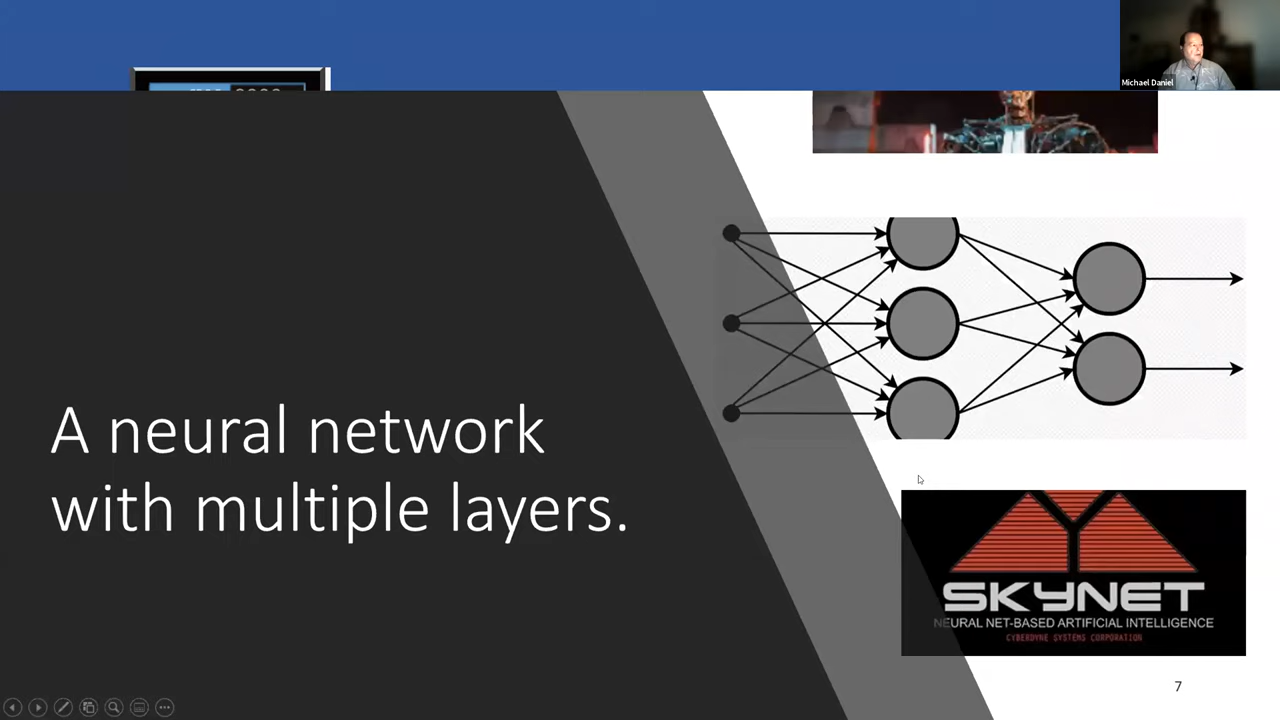 Michael Daniel
A neural network
with multiple layers.
SKYNET
NEURAL NET-BASED ARTIFICIAL INTELLIGENCE
CYBERDYNE SYSTEMS CORPORATION
7